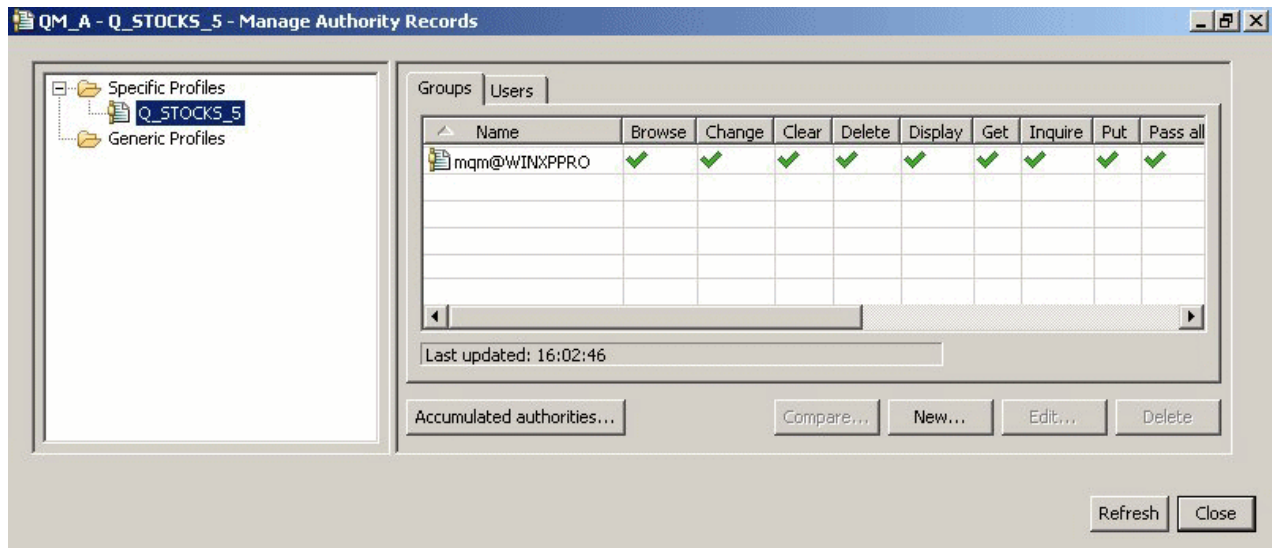 QM_A - Q_STOCKS_5 - Manage Authority Records
Specific Profiles
Q_STOCKS_5
Generic Profiles
Groups Users
Name Browse Change Clear Delete Display Get Inquire Put Pass all
mqm@WINXPPRO
Last updated: 16:02:46
Accumulated authorities... Compare... New... Edit... Delete
Refresh Close